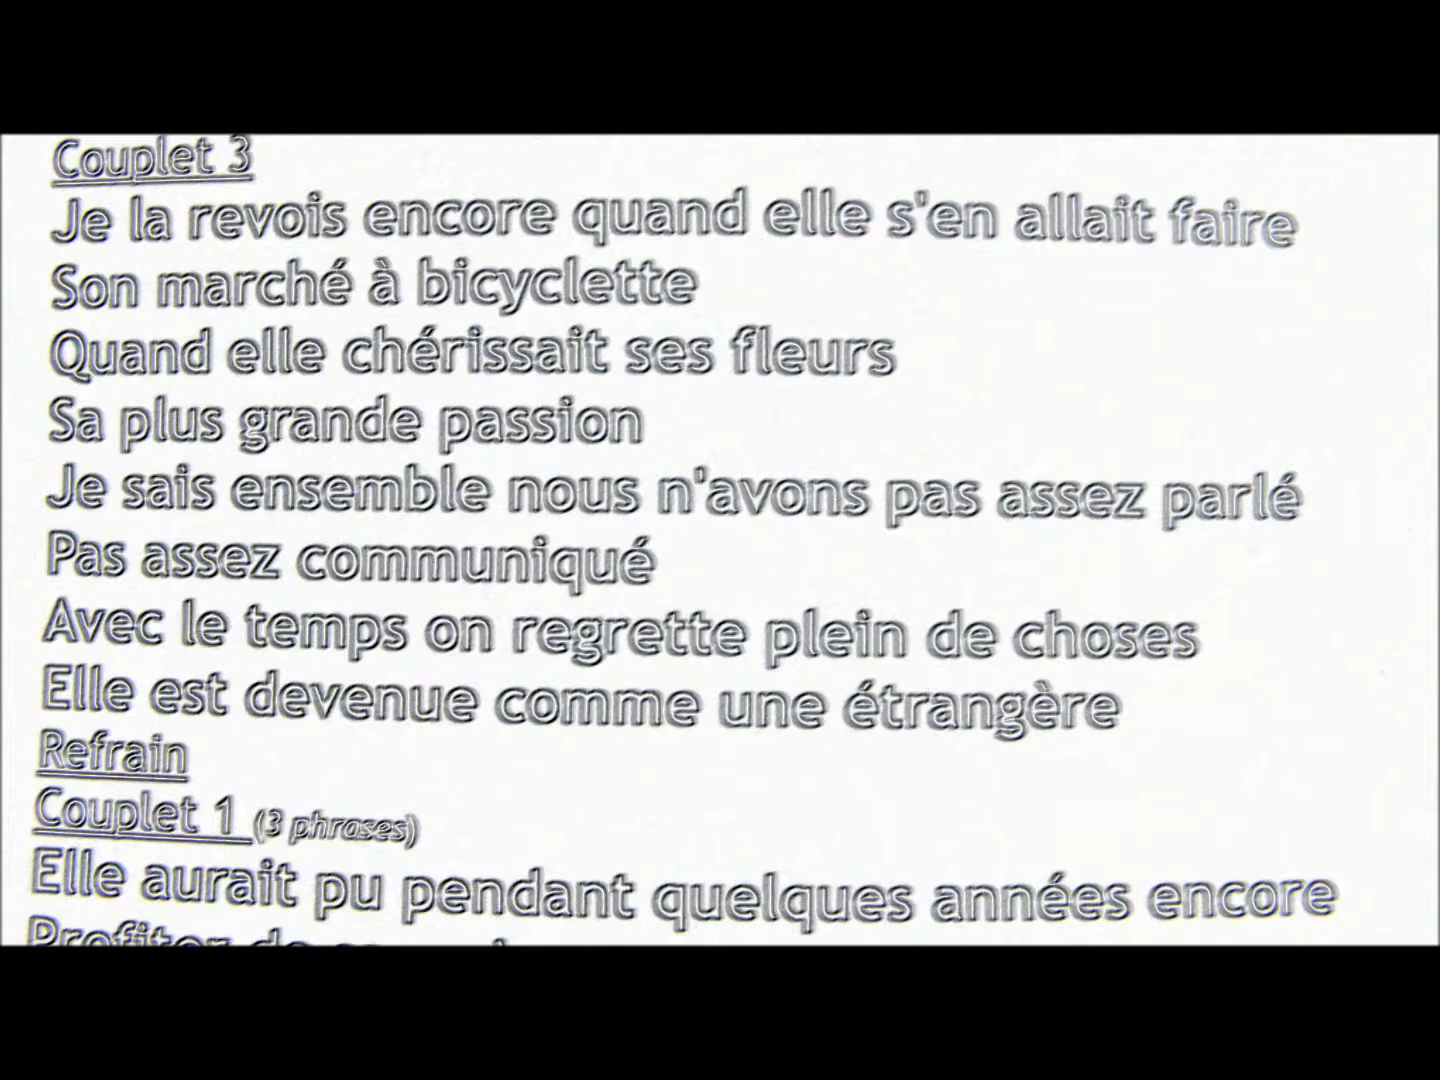 Couplet 3
Je la revois encore quand elle s'en allait faire
Son marché à bicyclette
Quand elle chérissait ses fleurs
Sa plus grande passion
Je sais ensemble nous n'avons pas assez parlé
Pas assez communiqué
Avec le temps on regrette plein de choses
Elle est devenue comme une étrangère
Refrain
Couplet 1 (3 phrases)
Elle aurait pu pendant quelques années encore
Profiter de